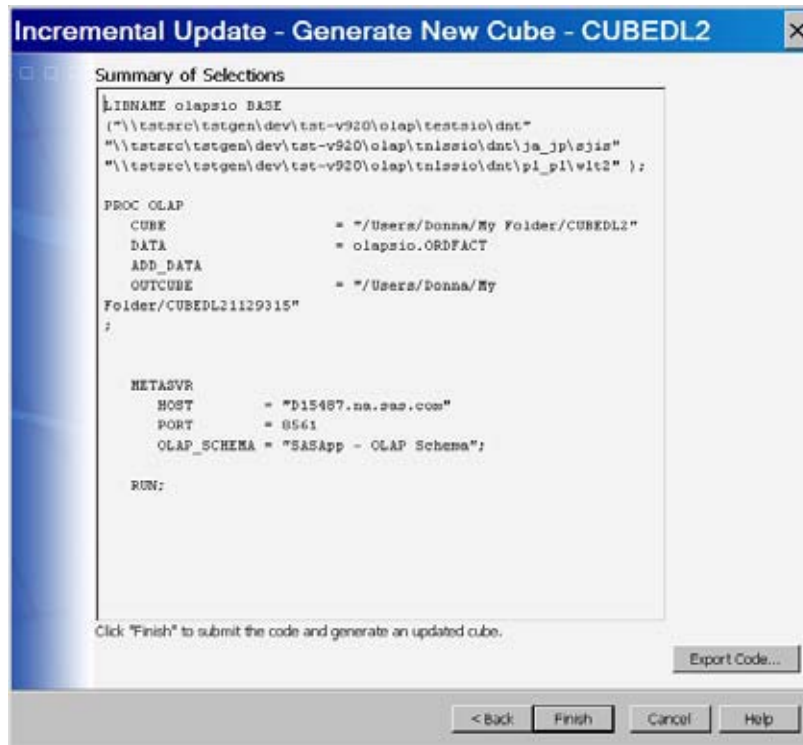 Incremental Update - Generate New Cube - CUBEDL2
Summary of Selections
LIBNAME olapsio BASE
("\\tstsrc\tstgen\dev\tst-v920\olap\testsio\dnt"
"\\tstsrc\tstgen\dev\tst-v920\olap\tnlssio\dnt\ja_jp\sjis"
"\\tstsrc\tstgen\dev\tst-v920\olap\tnlssio\dnt\pl_pl\wlt2" );
PROC OLAP
CUBE = "/Users/Donna/My Folder/CUBEDL2"
DATA = olapsio.ORDFACT
ADD_DATA
OUTCUBE = "/Users/Donna/My
Folder/CUBEDL21129315"
;
METASVR
HOST = "D15487.na.sas.com"
PORT = 8561
OLAP_SCHEMA = "SASApp - OLAP Schema";
RUN;
Click "Finish" to submit the code and generate an updated cube.
Export Code...
< Back Finish Cancel Help